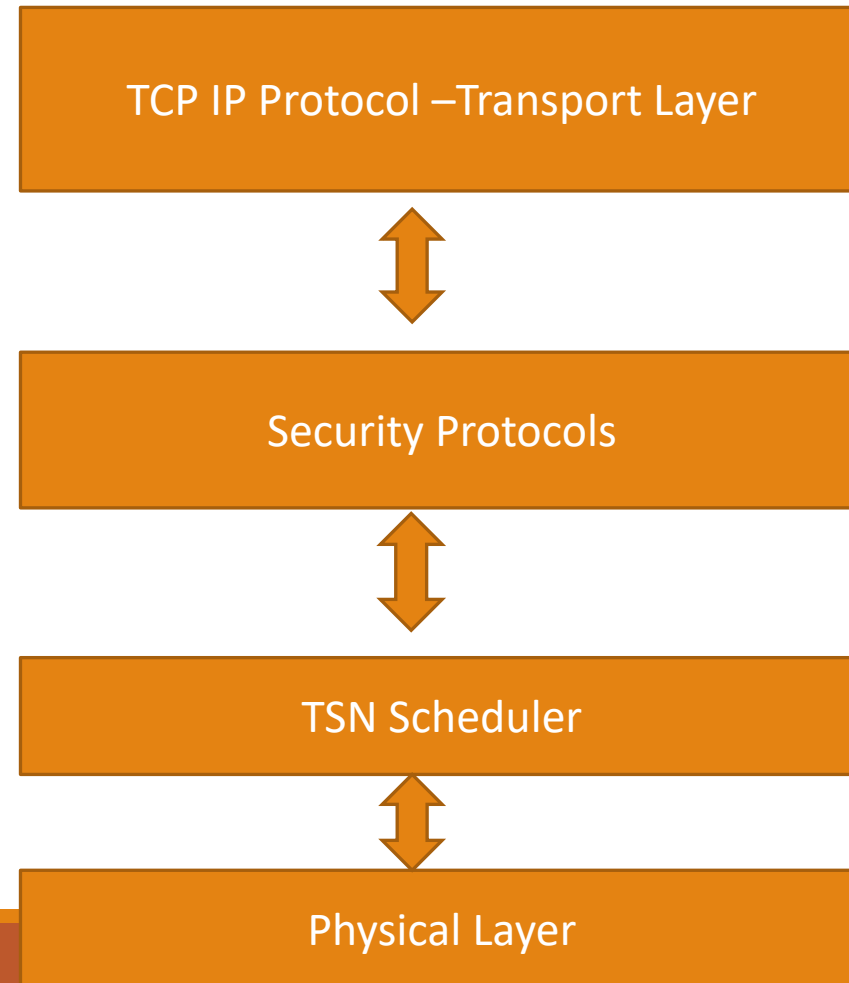 TCP IP Protocol –Transport Layer
Security Protocols
TSN Scheduler
Physical Layer